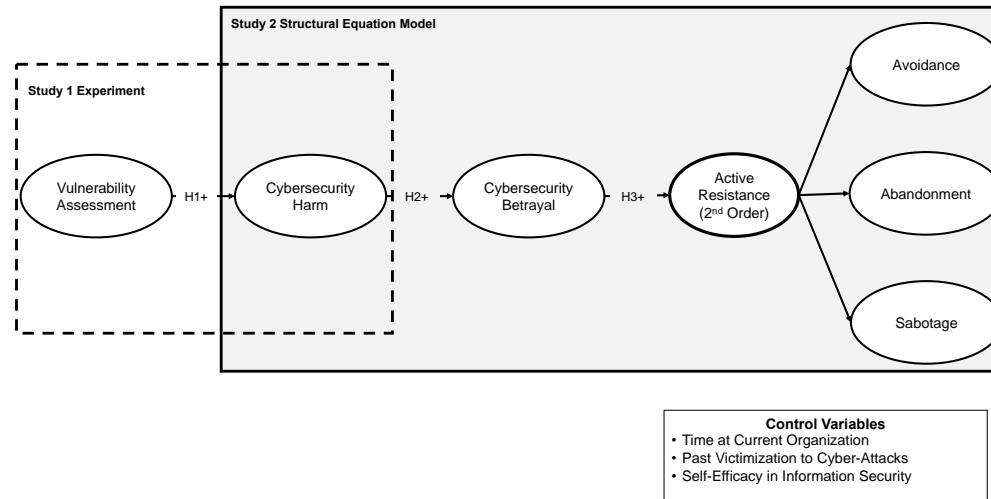 Study 2 Structural Equation Model
Study 1 Experiment
Avoidance
Vulnerability
Assessment
H1+
Cybersecurity
Harm
H2+
Cybersecurity
Betrayal
H3+
Active
Resistance
(2nd Order)
Abandonment
Sabotage
Control Variables
• Time at Current Organization
• Past Victimization to Cyber-Attacks
• Self-Efficacy in Information Security